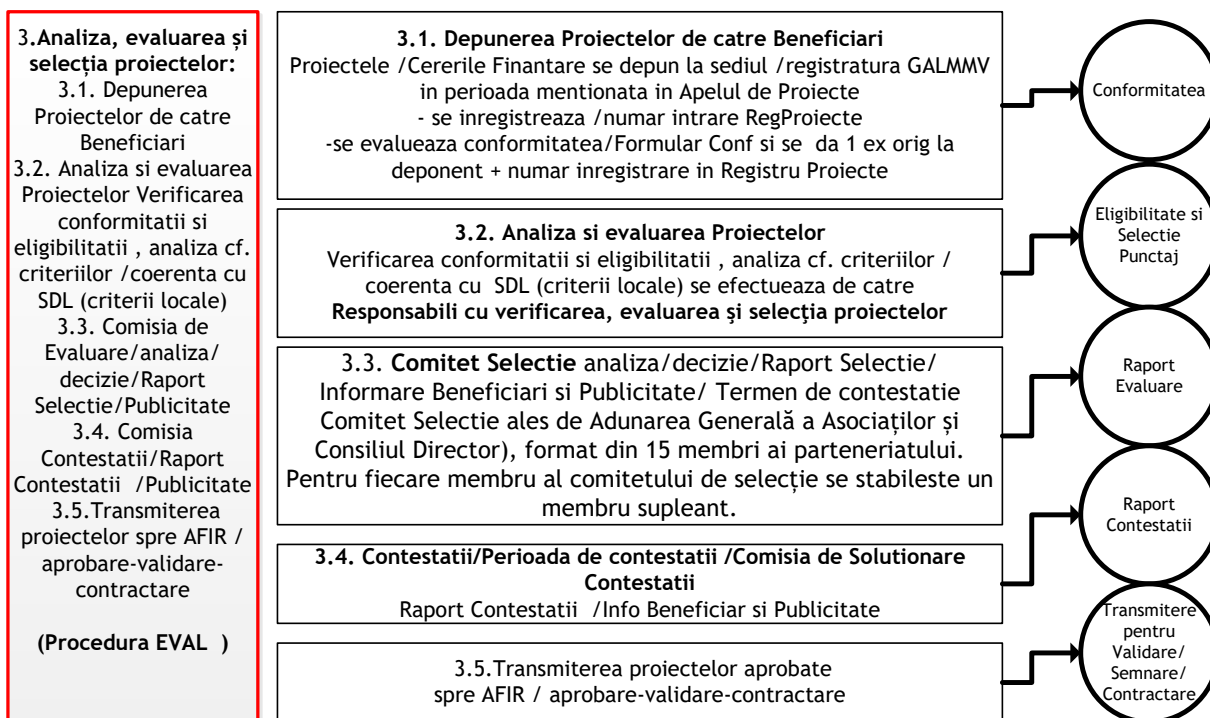 3.Analiza, evaluarea și
selecția proiectelor:
3.1. Depunerea
Proiectelor de catre
Beneficiari
3.2. Analiza si evaluarea
Proiectelor Verificarea
conformitatii si
eligibilitatii , analiza cf.
criteriilor /coerenta cu
SDL (criterii locale)
3.3. Comisia de
Evaluare/analiza/
decizie/Raport
Selectie/Publicitate
3.4. Comisia
Contestatii/Raport
Contestatii /Publicitate
3.5.Transmiterea
proiectelor spre AFIR /
aprobare-validare-
contractare
(Procedura EVAL )
3.1. Depunerea Proiectelor de catre Beneficiari
Proiectele /Cererile Finantare se depun la sediul /registratura GALMMV
in perioada mentionata in Apelul de Proiecte
- se inregistreaza /numar intrare RegProiecte
-se evalueaza conformitatea/Formular Conf si se da 1 ex orig la
deponent + numar inregistrare in Registru Proiecte
Conformitatea
3.2. Analiza si evaluarea Proiectelor
Verificarea conformitatii si eligibilitatii , analiza cf. criteriilor /
coerenta cu SDL (criterii locale) se efectueaza de catre
Responsabili cu verificarea, evaluarea şi selecția proiectelor
Eligibilitate si
Selectie
Punctaj
3.3. Comitet Selectie analiza/decizie/Raport Selectie/
Informare Beneficiari si Publicitate/ Termen de contestatie
Comitet Selectie ales de Adunarea Generală a Asociaților și
Consiliul Director), format din 15 membri ai parteneriatului.
Pentru fiecare membru al comitetului de selecție se stabileste un
membru supleant.
Raport
Evaluare
3.4. Contestatii/Perioada de contestatii /Comisia de Solutionare
Contestatii
Raport Contestatii /Info Beneficiar si Publicitate
Raport
Contestatii
3.5.Transmiterea proiectelor aprobate
spre AFIR / aprobare-validare-contractare
Transmitere
pentru
Validare/
Semnare/
Contractare